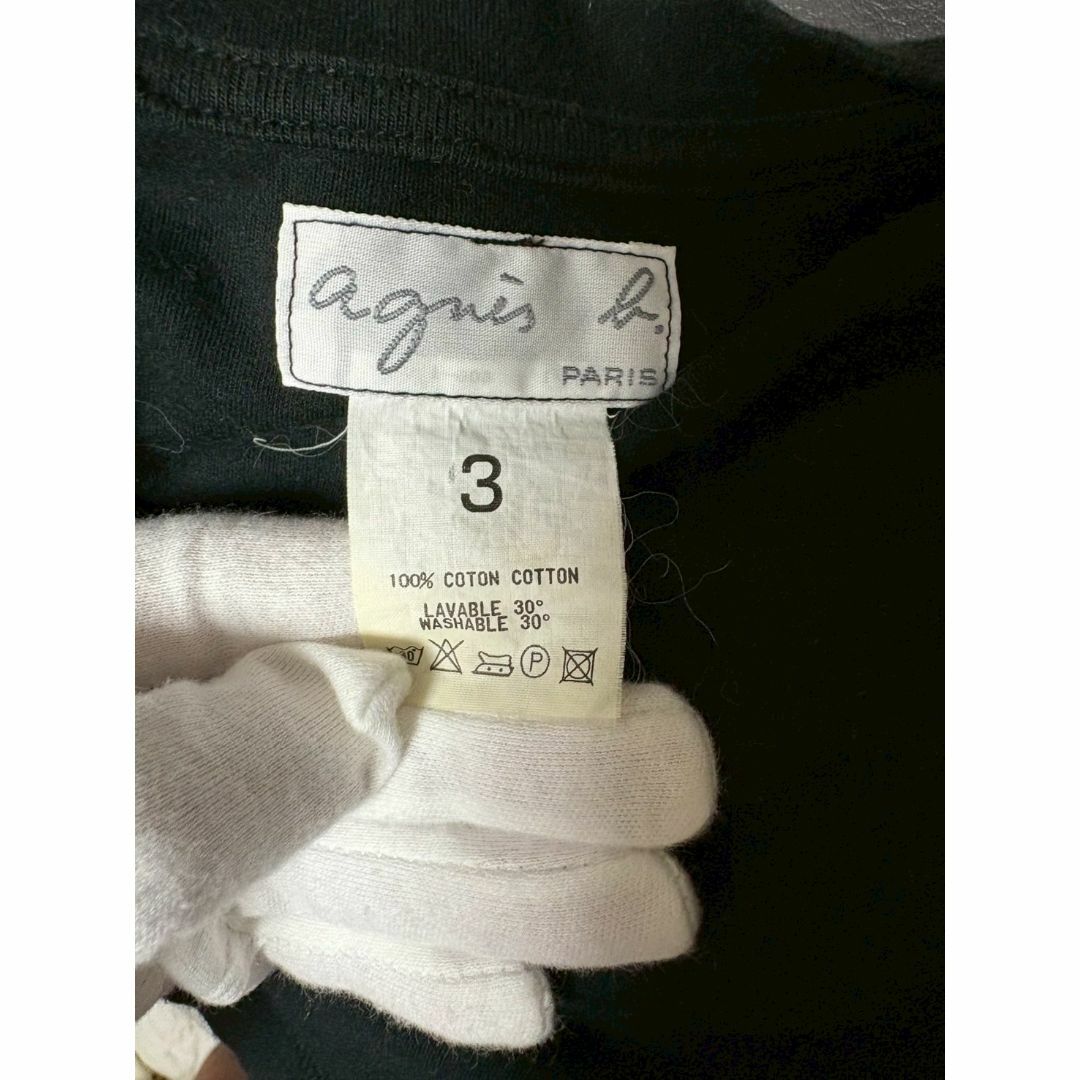 agnès b.
PARIS
3
100% COTON COTTON
LAVABLE 30°
WASHABLE 30°
P